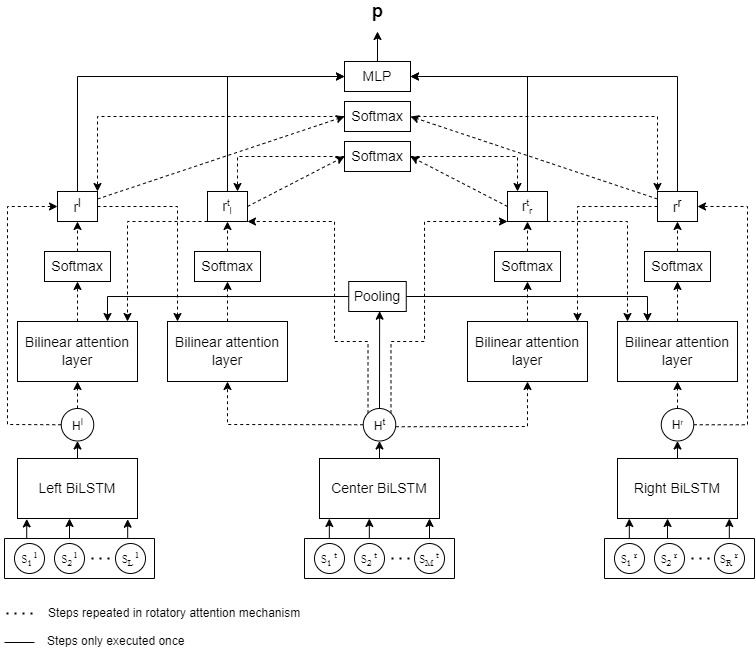 p
MLP
Softmax
Softmax
r^l r_l^t r_r^t r^r
Softmax Softmax Softmax Softmax
Pooling
Bilinear attention Bilinear attention Bilinear attention Bilinear attention
layer layer layer layer
H^l H^t H^r
Left BiLSTM Center BiLSTM Right BiLSTM
S_1^l S_2^l ... S_L^l S_1^t S_2^t ... S_M^t S_1^r S_2^r ... S_R^r
Steps repeated in rotatory attention mechanism
Steps only executed once